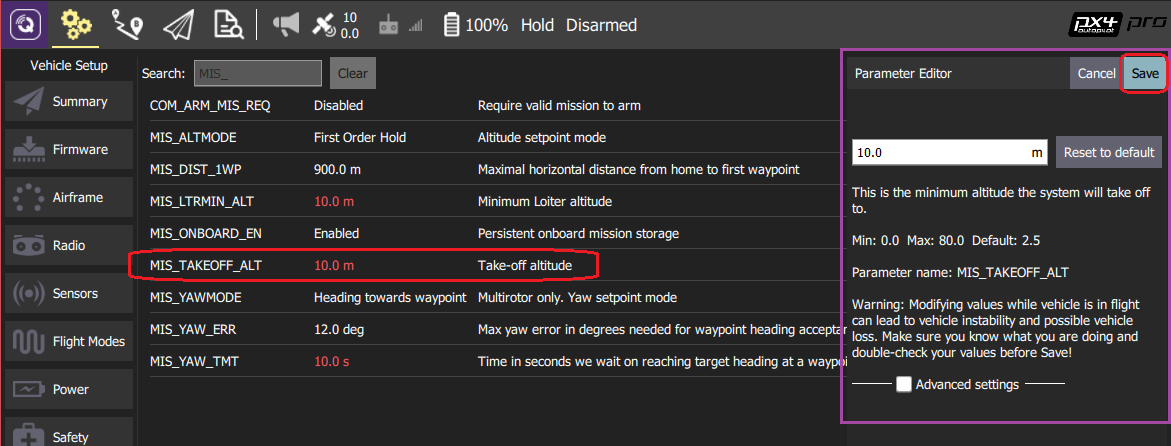 10
0.0
100% Hold Disarmed
px4 pro
autopilot
Vehicle Setup
Summary
Firmware
Airframe
Radio
Sensors
Flight Modes
Power
Safety
Search: MIS_ Clear
COM_ARM_MIS_REQ Disabled Require valid mission to arm
MIS_ALTMODE First Order Hold Altitude setpoint mode
MIS_DIST_1WP 900.0 m Maximal horizontal distance from home to first waypoint
MIS_LTRMIN_ALT 10.0 m Minimum Loiter altitude
MIS_ONBOARD_EN Enabled Persistent onboard mission storage
MIS_TAKEOFF_ALT 10.0 m Take-off altitude
MIS_YAWMODE Heading towards waypoint Multirotor only. Yaw setpoint mode
MIS_YAW_ERR 12.0 deg Max yaw error in degrees needed for waypoint heading accepta
MIS_YAW_TMT 10.0 s Time in seconds we wait on reaching target heading at a waypo
Parameter Editor Cancel Save
10.0 m Reset to default
This is the minimum altitude the system will take off
to.
Min: 0.0 Max: 80.0 Default: 2.5
Parameter name: MIS_TAKEOFF_ALT
Warning: Modifying values while vehicle is in flight
can lead to vehicle instability and possible vehicle
loss. Make sure you know what you are doing and
double-check your values before Save!
Advanced settings